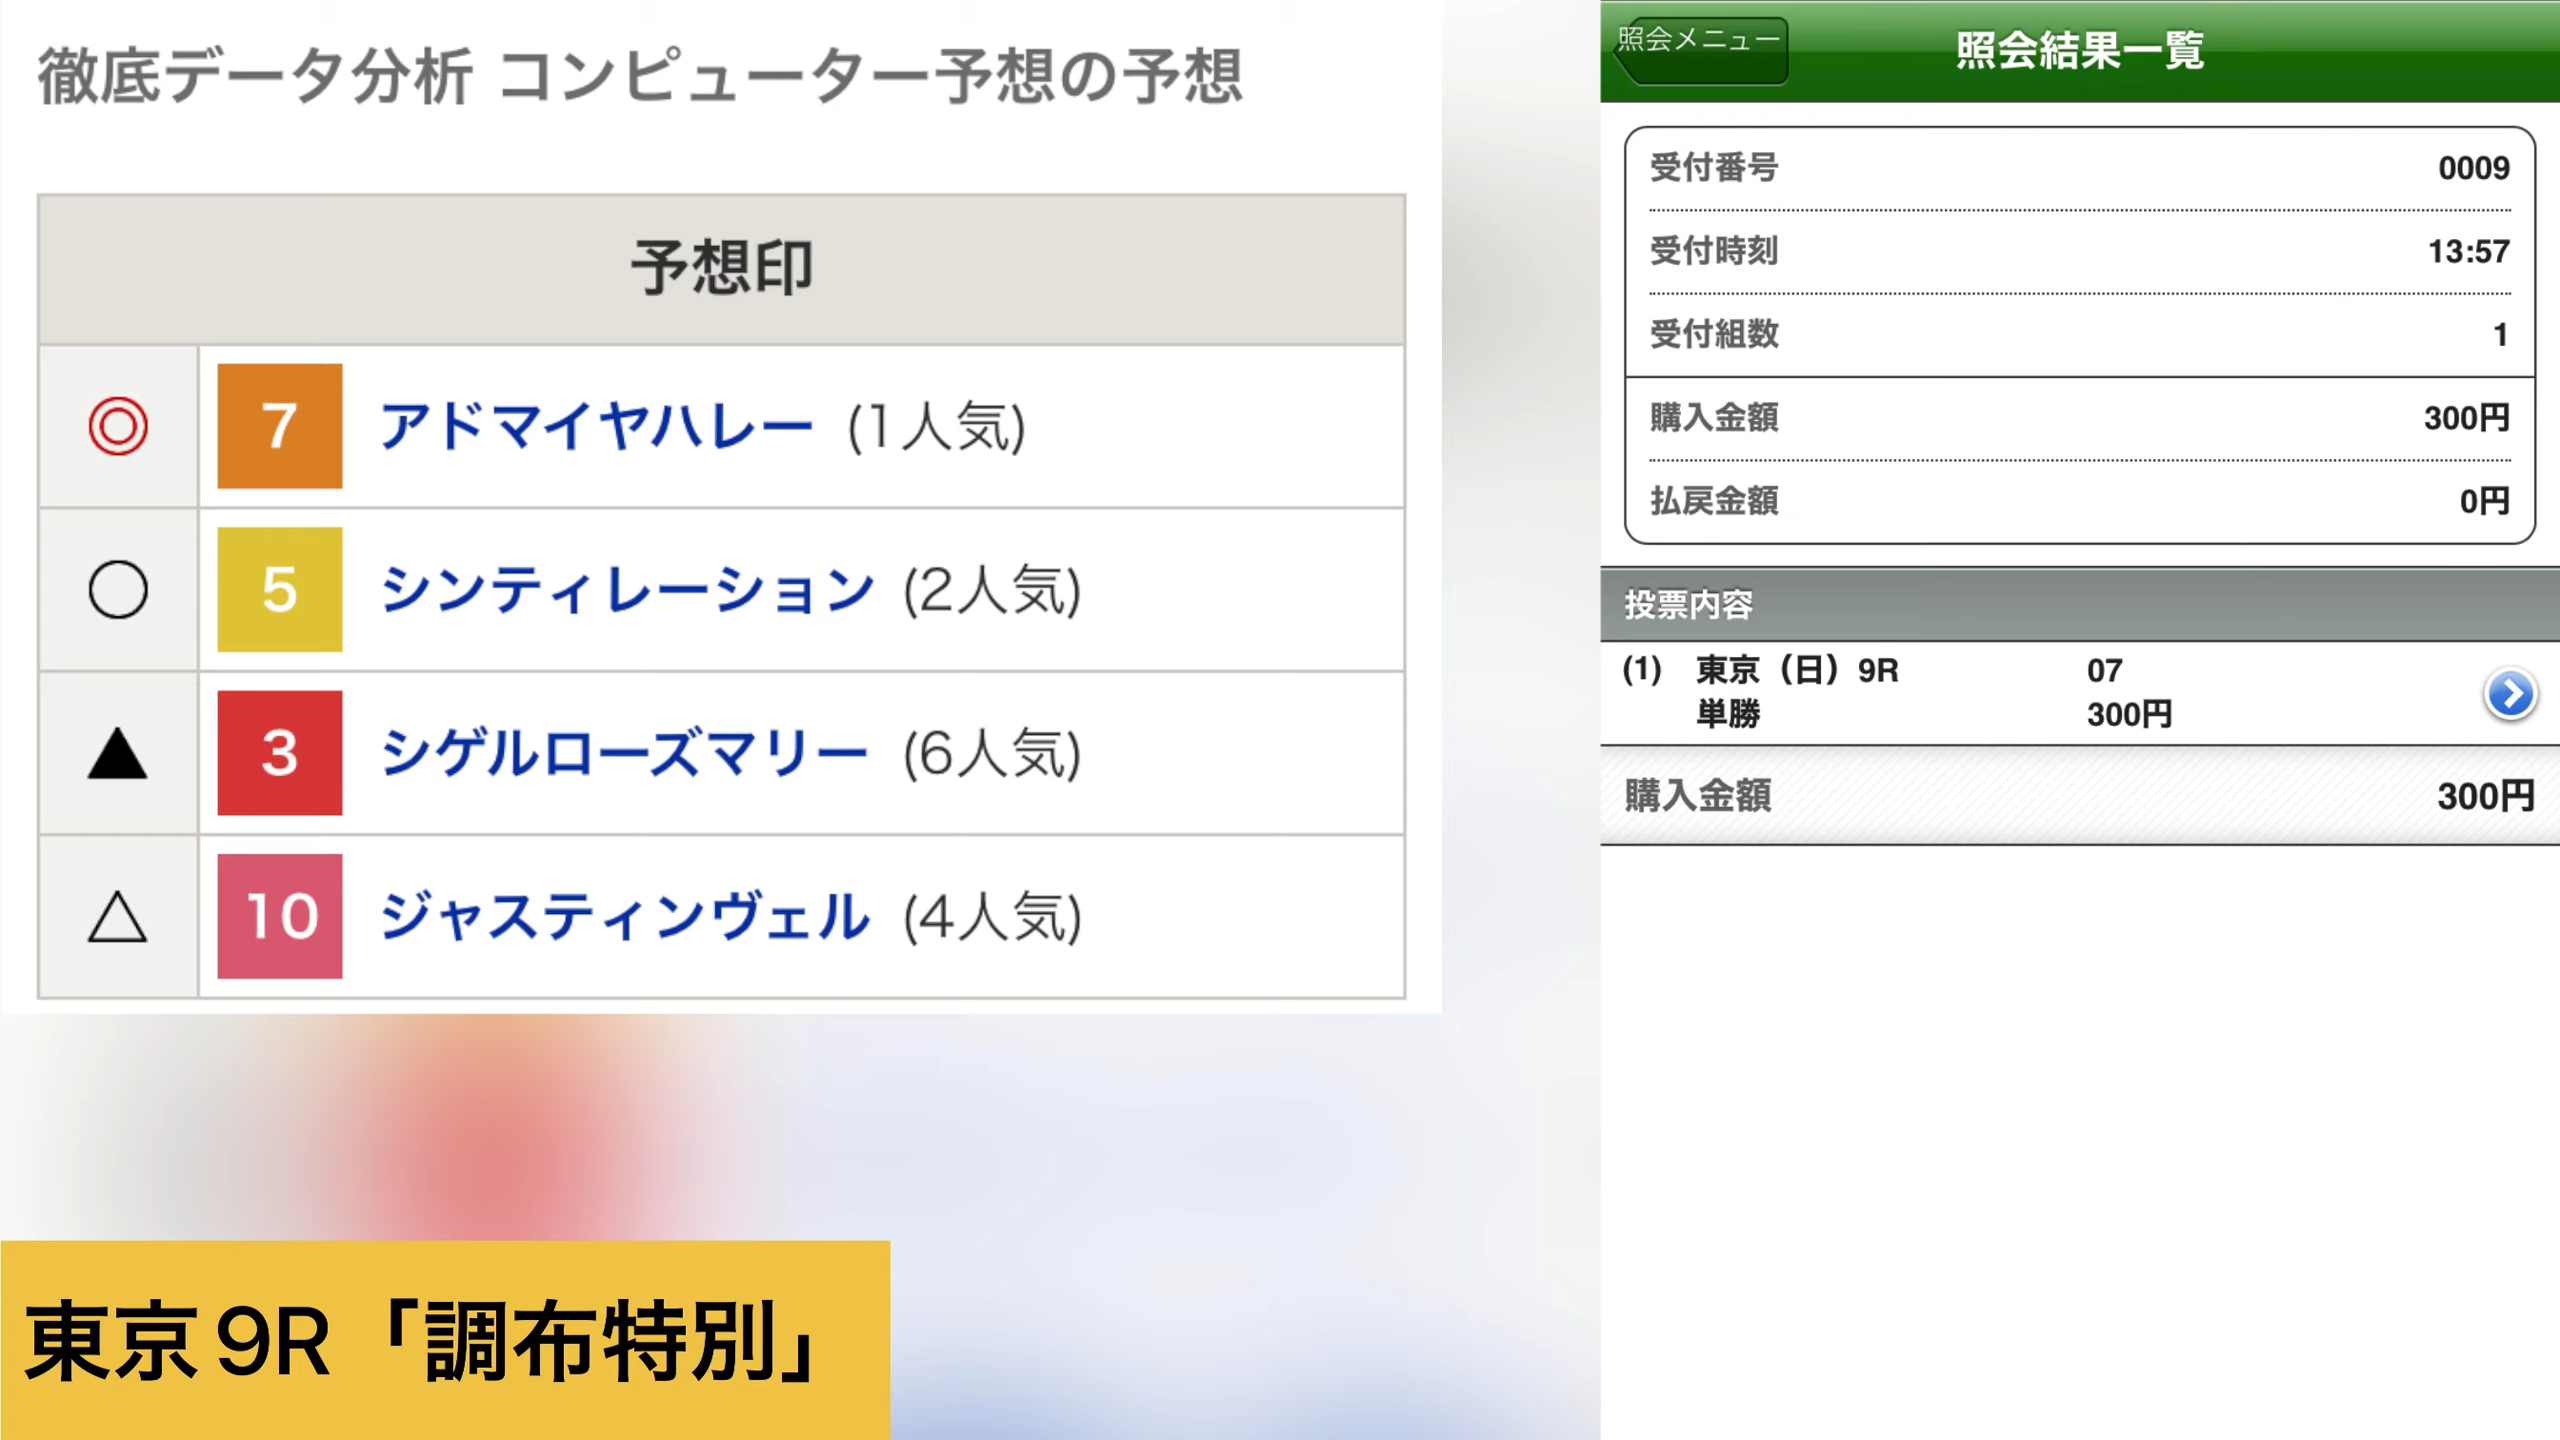 徹底データ分析 コンピューター予想の予想
予想印
◎ 7 アドマイヤハレー (1人気)
○ 5 シンティレーション (2人気)
▲ 3 シゲルローズマリー (6人気)
△ 10 ジャスティンヴェル (4人気)
東京9R「調布特別」
照会メニュー 照会結果一覧
受付番号 0009
受付時刻 13:57
受付組数 1
購入金額 300円
払戻金額 0円
投票内容
(1) 東京（日）9R 07
単勝 300円
購入金額 300円